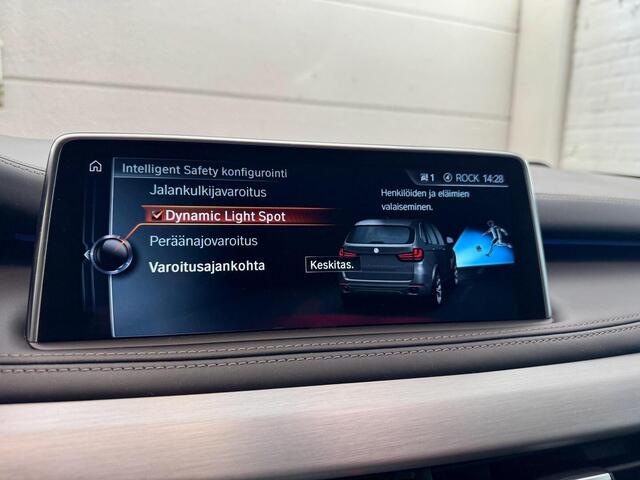 Intelligent Safety konfigurointi
1 ROCK 14:28
Jalankulkijavaroitus
Dynamic Light Spot
Peräänajovaroitus
Varoitusajankohta
Keskitas.
Henkilöiden ja eläimien
valaiseminen.